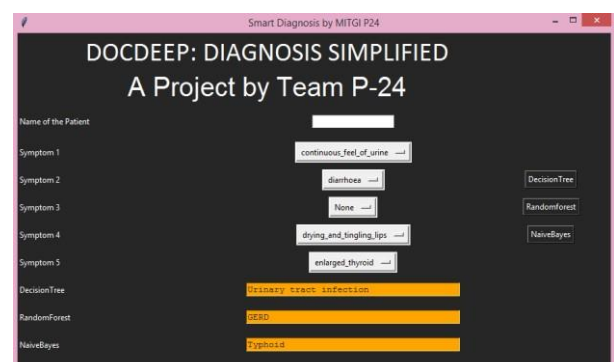 Smart Diagnosis by MITGI P24
DOCDEEP: DIAGNOSIS SIMPLIFIED
A Project by Team P-24
Name of the Patient
Symptom 1 continuous_feel_of_urine
Symptom 2 diarrhoea DecisionTree
Symptom 3 None Randomforest
Symptom 4 drying_and_tingling_lips NaiveBayes
Symptom 5 enlarged_thyroid
DecisionTree Urinary tract infection
RandomForest GERD
NaiveBayes Typhoid